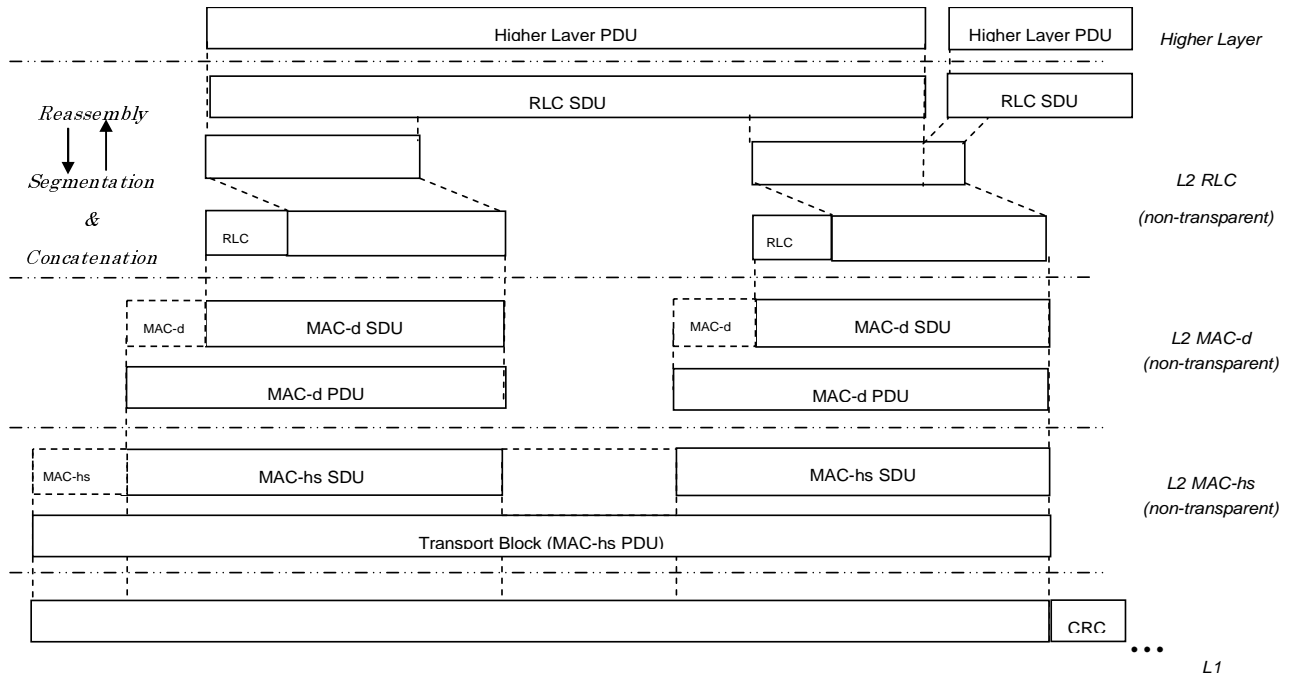 Higher Layer PDU
Higher Layer PDU
Higher Layer
RLC SDU
RLC SDU
Reassembly
Segmentation
&
Concatenation
L2 RLC
(non-transparent)
RLC
RLC
MAC-d
MAC-d SDU
MAC-d
MAC-d SDU
L2 MAC-d
(non-transparent)
MAC-d PDU
MAC-d PDU
MAC-hs
MAC-hs SDU
MAC-hs SDU
L2 MAC-hs
(non-transparent)
Transport Block (MAC-hs PDU)
CRC
•••
L1